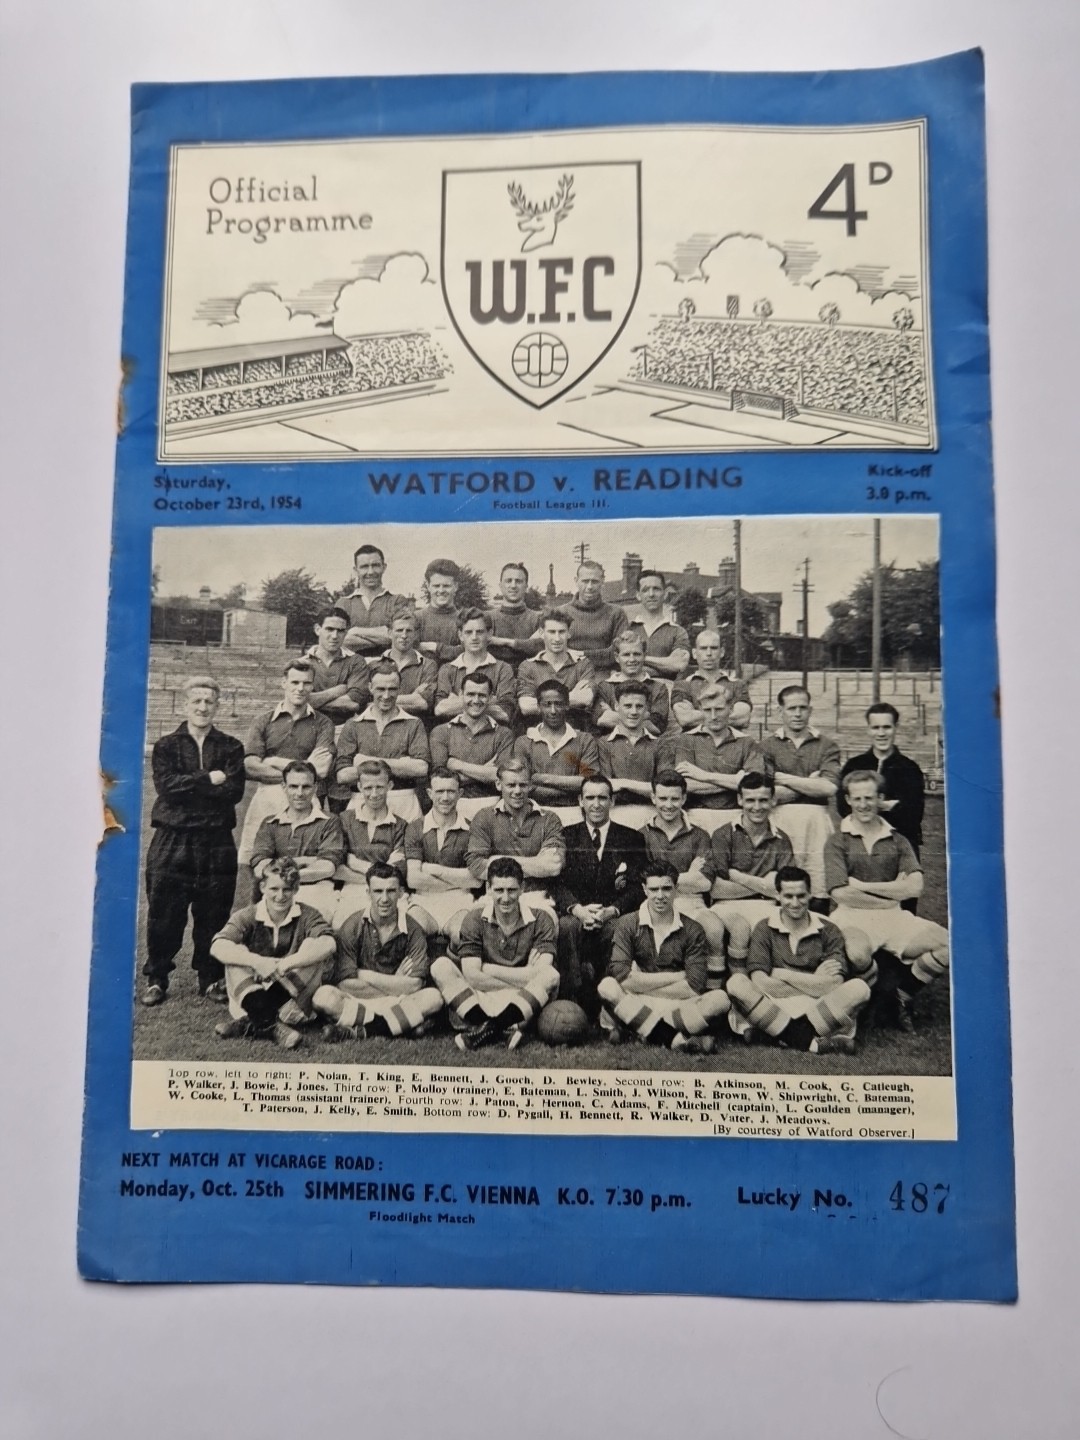 Official
Programme
4D
W.F.C
Saturday,
October 23rd, 1954
WATFORD v. READING
Football League III.
Kick-off
3.0 p.m.
EXIT
Top row, left to right: P. Nolan, T. King, E. Bennett, J. Gooch, D. Bewley. Second row: B. Atkinson, M. Cook, G. Catleugh,
P. Walker, J. Bowie, J. Jones. Third row: P. Molloy (trainer), E. Bateman, L. Smith, J. Wilson, R. Brown, W. Shipwright, C. Bateman,
W. Cooke, L. Thomas (assistant trainer). Fourth row: J. Paton, J. Hernon, C. Adams, F. Mitchell (captain), L. Goulden (manager),
T. Paterson, J. Kelly, E. Smith. Bottom row: D. Pygall, H. Bennett, R. Walker, D. Vater, J. Meadows.
[By courtesy of Watford Observer.]
NEXT MATCH AT VICARAGE ROAD:
Monday, Oct. 25th SIMMERING F.C. VIENNA K.O. 7.30 p.m. Lucky No. 487
Floodlight Match